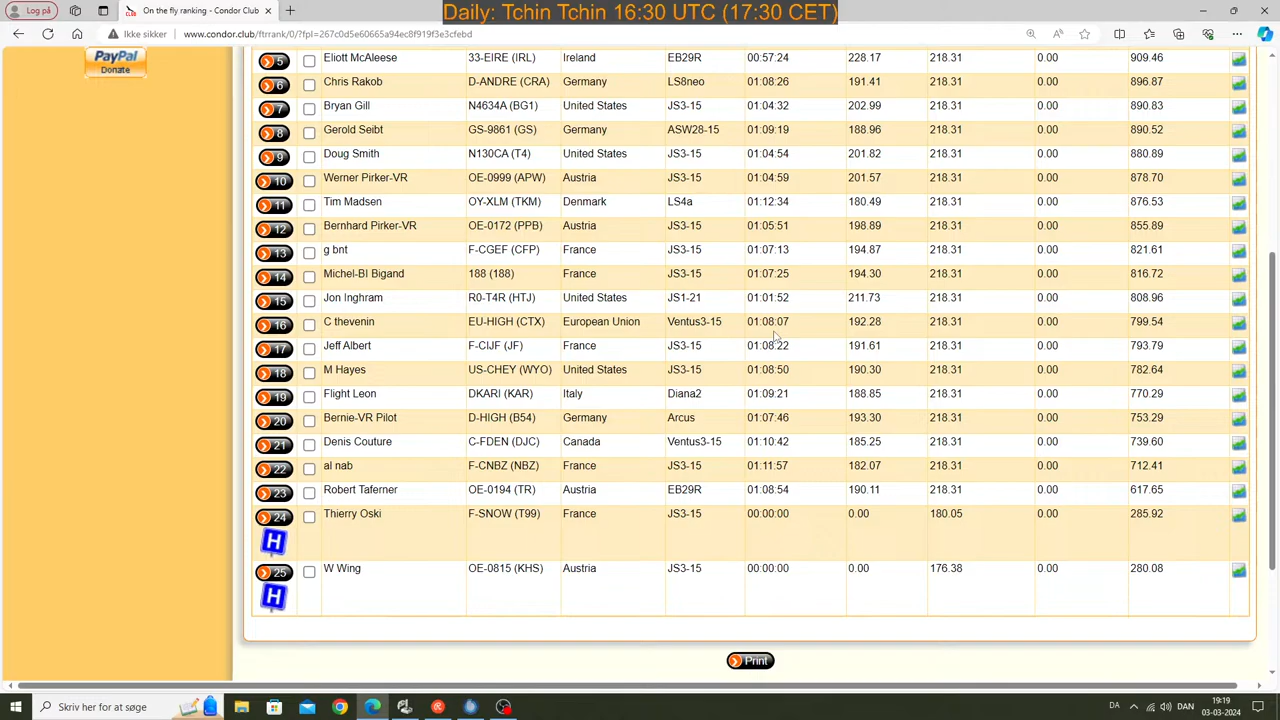 Daily: Tchin Tchin 16:30 UTC (17:30 CET)
Log på
On the fly ranking - Condor Club
Ikke sikker www.condor.club/ftrrank/0/?fpl=267c0d5e60665a94ec8f919f3e3cfebd
PayPal
Donate
5 Eliott McAleese 33-EIRE (IRL) Ireland EB29R 00:57:24 228.17 218.31 0.00 909.46
6 Chris Rakob D-ANDRE (CRA) Germany LS8neo 01:08:26 191.41 218.31 0.00 896.87
7 Bryan Gill N4634A (BG1) United States JS3-15 01:04:32 202.99 218.31 0.00 890.83
8 Gerold Seibt GS-9861 (GS) Germany ASW28-15 01:09:19 188.96 218.31 0.00 890.52
9 Doug Smith N130CA (T4) United States JS3-15 01:04:54 201.82 218.31 0.00 880.89
10 Werner Pirker-VR OE-0999 (APW) Austria JS3-15 01:04:59 201.57 218.31 0.00 878.70
11 Tim Madsen OY-XLM (TKM) Denmark LS4a 01:12:34 180.49 218.31 0.00 876.53
12 Bernhard Pirker-VR OE-0172 (PPB) Austria JS3-15 01:05:51 198.89 218.31 0.00 855.89
13 g bnt F-CGEF (CFP) France JS3-15 01:07:13 194.87 218.31 0.00 821.61
14 Michel-BI Bigand 188 (188) France JS3-15 01:07:25 194.30 218.31 0.00 816.72
15 Jon Inghram R0-T4R (HTJ) United States JS1-21 01:01:52 211.73 218.31 0.00 808.96
16 C thevenin EU-HIGH (CTX) European Union Ventus3-15 01:08:07 192.28 218.31 0.00 799.54
17 Jeff Albert F-CIJF (JF) France JS3-15 01:08:22 191.61 218.31 0.00 793.79
18 M Hayes US-CHEY (WYO) United States JS3-15 01:08:50 190.30 218.31 0.00 782.64
19 Flight Leon DKARI (KAR) Italy Diana2 01:09:21 188.85 218.31 0.00 770.29
20 Bernie-VR Pilot D-HIGH (B54) Germany Arcus 01:07:46 193.30 218.31 0.00 753.29
21 Denis Couture C-FDEN (DJC) Canada Ventus3-15 01:10:42 185.25 218.31 0.00 739.60
22 al nab F-CNBZ (NBZ) France JS3-15 01:11:57 182.07 218.31 0.00 712.41
23 Robert Taferner OE-0194 (TR) Austria EB29R 01:08:54 190.11 218.31 0.00 617.65
24 Thierry Oski F-SNOW (T99) France JS3-15 00:00:00 0.00 180.05 0.00 285.92
H
25 W Wing OE-0815 (KHS) Austria JS3-15 00:00:00 0.00 176.38 0.00 280.08
H
Print
Skriv her for at søge
DA
19:19
03-03-2024